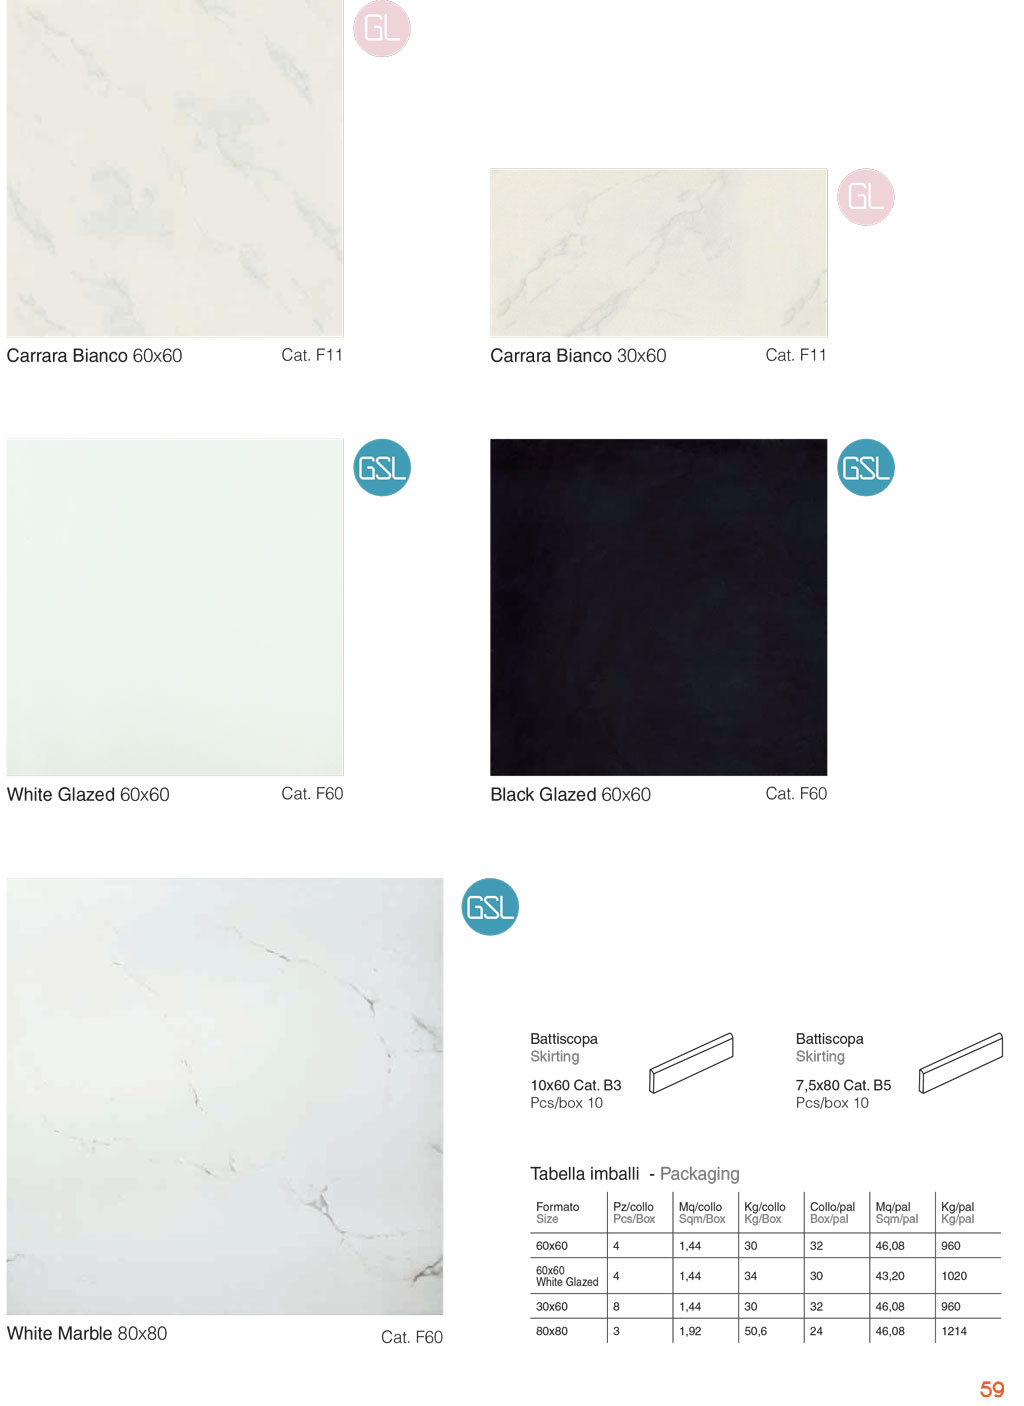 GL
GL
Carrara Bianco 60x60 Cat. F11
Carrara Bianco 30x60 Cat. F11
GSL
GSL
White Glazed 60x60 Cat. F60
Black Glazed 60x60 Cat. F60
GSL
White Marble 80x80 Cat. F60
Battiscopa
Skirting
10x60 Cat. B3
Pcs/box 10
Battiscopa
Skirting
7,5x80 Cat. B5
Pcs/box 10
Tabella imballi - Packaging
Formato Pz/collo Mq/collo Kg/collo Collo/pal Mq/pal Kg/pal
Size Pcs/Box Sqm/Box Kg/Box Box/pal Sqm/pal Kg/pal
60x60 4 1,44 30 32 46,08 960
60x60
White Glazed 4 1,44 34 30 43,20 1020
30x60 8 1,44 30 32 46,08 960
80x80 3 1,92 50,6 24 46,08 1214
59